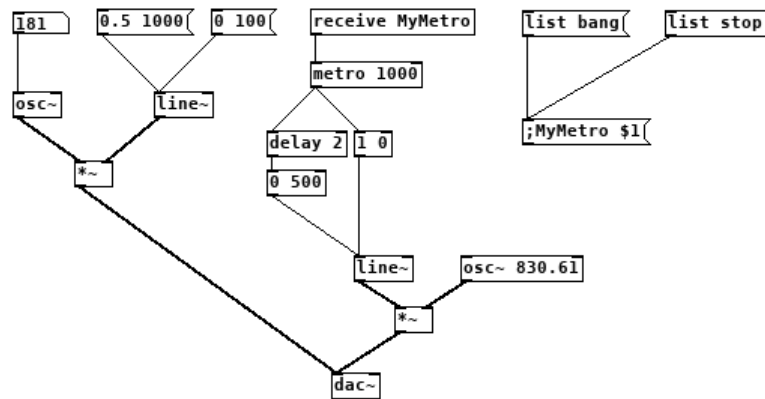 181
0.5 1000
0 100
receive MyMetro
list bang
list stop
metro 1000
osc~
line~
delay 2
1 0
;MyMetro $1
*~
0 500
line~
osc~ 830.61
*~
dac~